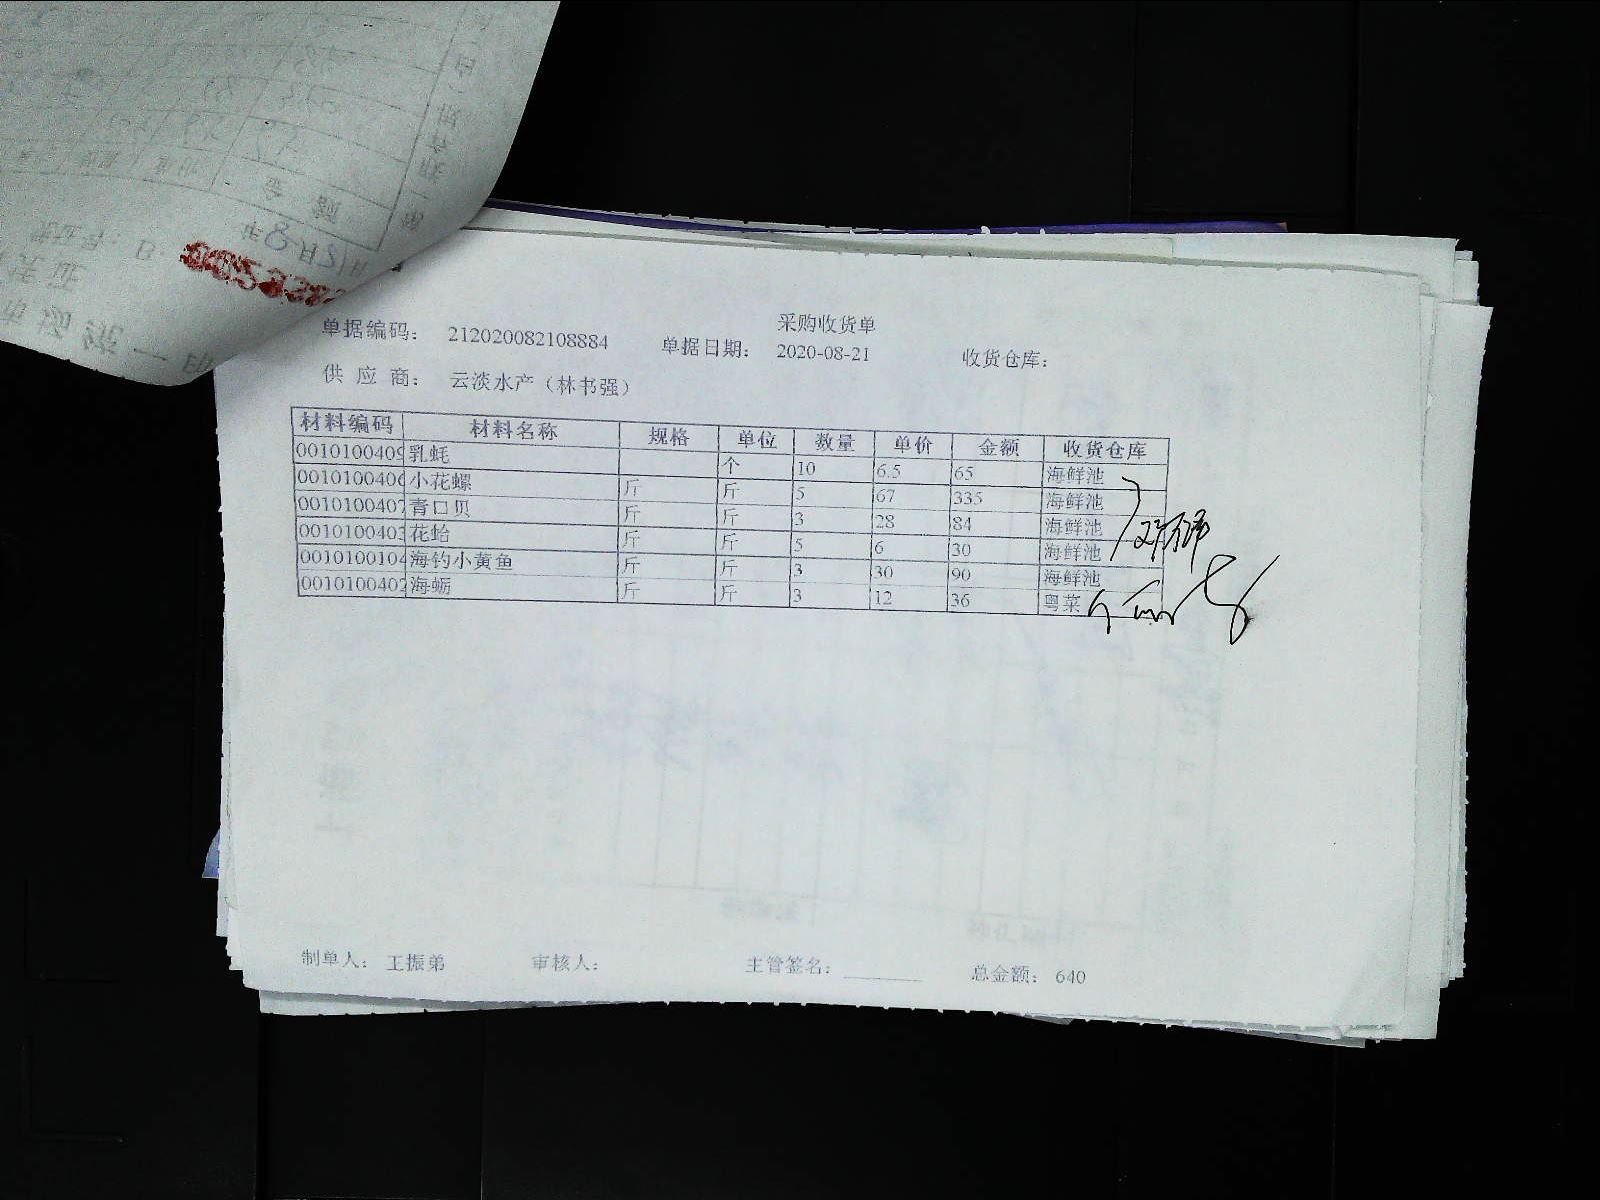 采购收货单
单据编码： 212020082108884 单据日期： 2020-08-21 收货仓库：
供 应 商： 云淡水产（林书强）
材料编码 材料名称 规格 单位 数量 单价 金额 收货仓库
0010100409 乳蚝 个 10 6.5 65 海鲜池
0010100406 小花螺 斤 斤 5 67 335 海鲜池
0010100407 青口贝 斤 斤 3 28 84 海鲜池
0010100403 花蛤 斤 斤 5 6 30 海鲜池
0010100104 海钓小黄鱼 斤 斤 3 30 90 海鲜池
0010100402 海蛎 斤 斤 3 12 36 粤菜
制单人： 王振弟 审核人： 主管签名： 总金额： 640